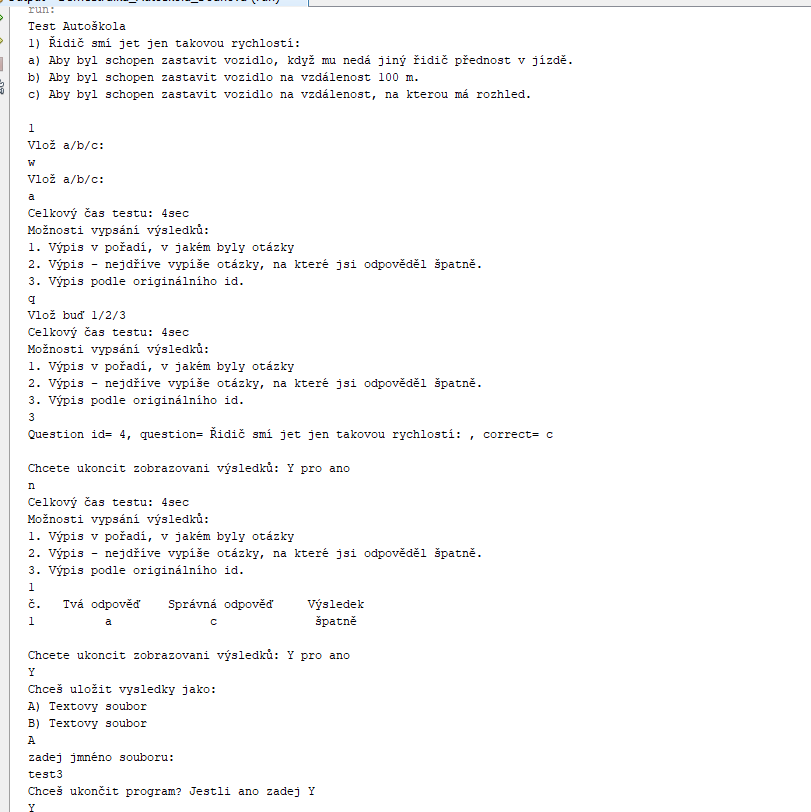 run:
Test Autoškola
1) Řidič smí jet jen takovou rychlostí:
a) Aby byl schopen zastavit vozidlo, když mu nedá jiný řidič přednost v jízdě.
b) Aby byl schopen zastavit vozidlo na vzdálenost 100 m.
c) Aby byl schopen zastavit vozidlo na vzdálenost, na kterou má rozhled.
1
Vlož a/b/c:
w
Vlož a/b/c:
a
Celkový čas testu: 4sec
Možnosti vypsání výsledků:
1. Výpis v pořadí, v jakém byly otázky
2. Výpis - nejdříve vypíše otázky, na které jsi odpověděl špatně.
3. Výpis podle originálního id.
q
Vlož buď 1/2/3
Celkový čas testu: 4sec
Možnosti vypsání výsledků:
1. Výpis v pořadí, v jakém byly otázky
2. Výpis - nejdříve vypíše otázky, na které jsi odpověděl špatně.
3. Výpis podle originálního id.
3
Question id= 4, question= Řidič smí jet jen takovou rychlostí: , correct= c
Chcete ukoncit zobrazovani výsledků: Y pro ano
n
Celkový čas testu: 4sec
Možnosti vypsání výsledků:
1. Výpis v pořadí, v jakém byly otázky
2. Výpis - nejdříve vypíše otázky, na které jsi odpověděl špatně.
3. Výpis podle originálního id.
1
č. Tvá odpověď Správná odpověď Výsledek
1 a c špatně
Chcete ukoncit zobrazovani výsledků: Y pro ano
Y
Chceš uložit vysledky jako:
A) Textovy soubor
B) Textovy soubor
A
zadej jmnéno souboru:
test3
Chceš ukončit program? Jestli ano zadej Y
Y